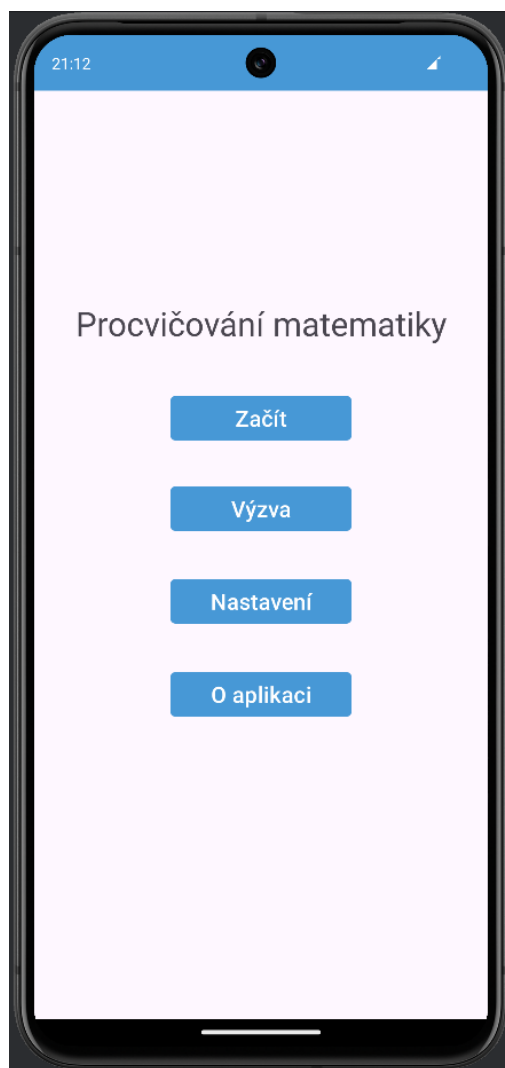 21:12
Procvičování matematiky
Začít
Výzva
Nastavení
O aplikaci